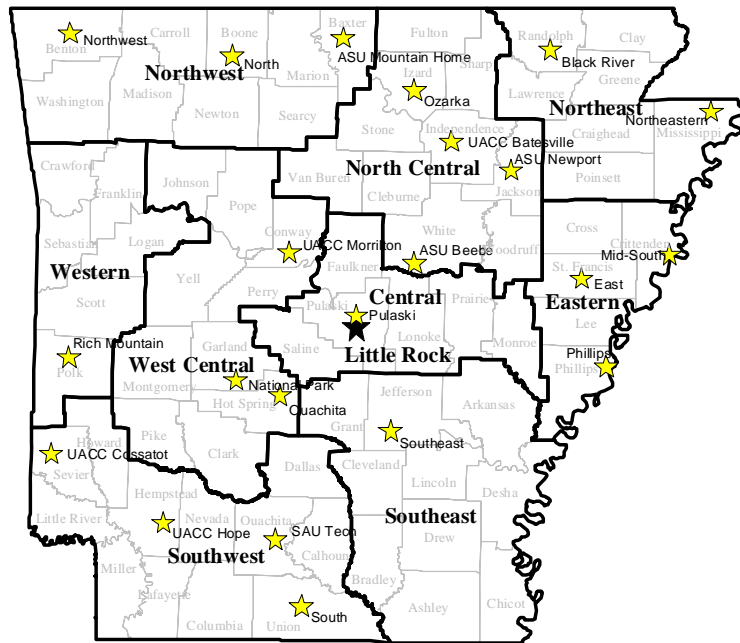 Northwest
Benton
Carroll
Boone
North
Baxter
ASU Mountain Home
Fulton
Randolph
Clay
Black River
Northwest
Marion
Izard
Sharp
Ozarka
Lawrence
Greene
Northeast
Washington
Madison
Newton
Searcy
Stone
Independence
UACC Batesville
Northeastern
Mississippi
Craighead
Crawford
Franklin
Johnson
Van Buren
North Central
ASU Newport
Jackson
Poinsett
Cleburne
Pope
Sebastian
Logan
Conway
UACC Morrilton
White
Woodruff
ASU Beebe
Cross
Crittenden
Mid-South
Western
Yell
Faulkner
St. Francis
East
Scott
Perry
Pulaski
Central
Pulaski
Prairie
Eastern
Rich Mountain
Polk
Garland
Saline
Lonoke
Monroe
Lee
Little Rock
West Central
Montgomery
National Park
Hot Spring
Ouachita
Phillips
Phillips
Jefferson
Arkansas
Howard
Pike
Clark
Grant
Southeast
UACC Cossatot
Sevier
Dallas
Cleveland
Lincoln
Desha
Hempstead
Nevada
Little River
UACC Hope
Ouachita
SAU Tech
Southeast
Southwest
Calhoun
Drew
Miller
Lafayette
Bradley
Columbia
Union
South
Ashley
Chicot